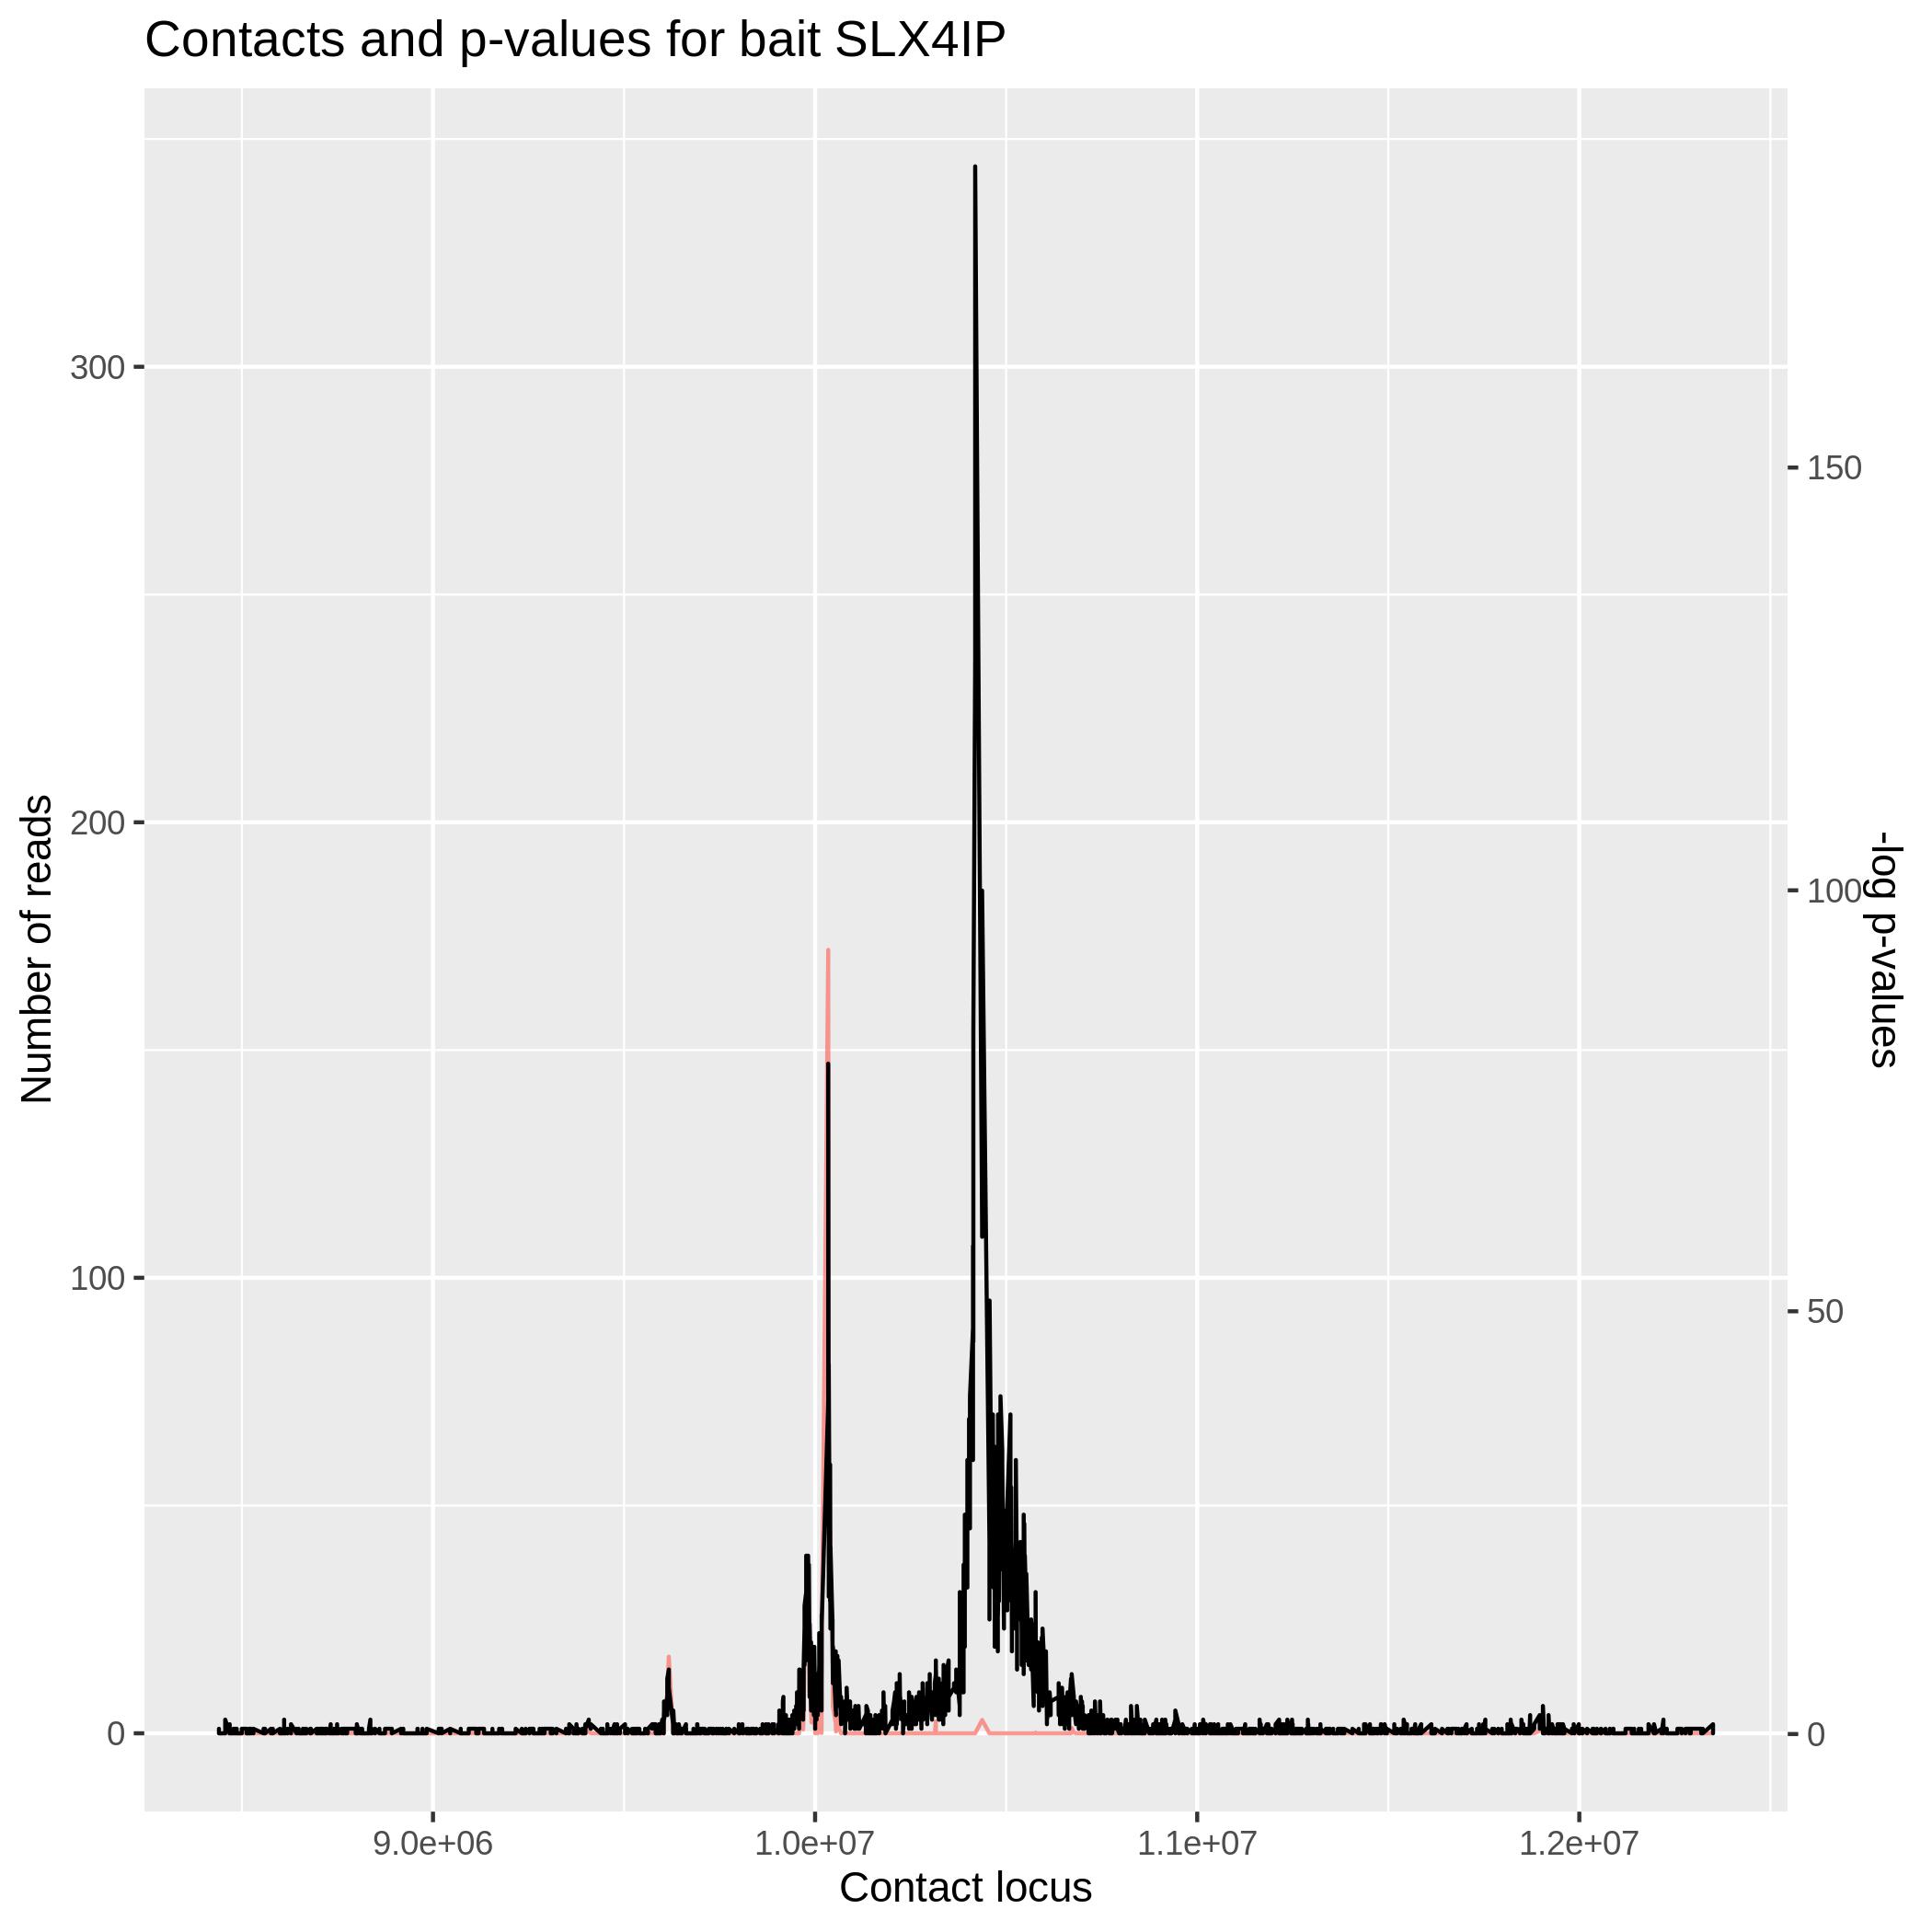 Contacts and p-values for bait SLX4IP
Number of reads
300
200
100
0
150
100
50
0
-log p-values
9.0e+06
1.0e+07
1.1e+07
1.2e+07
Contact locus